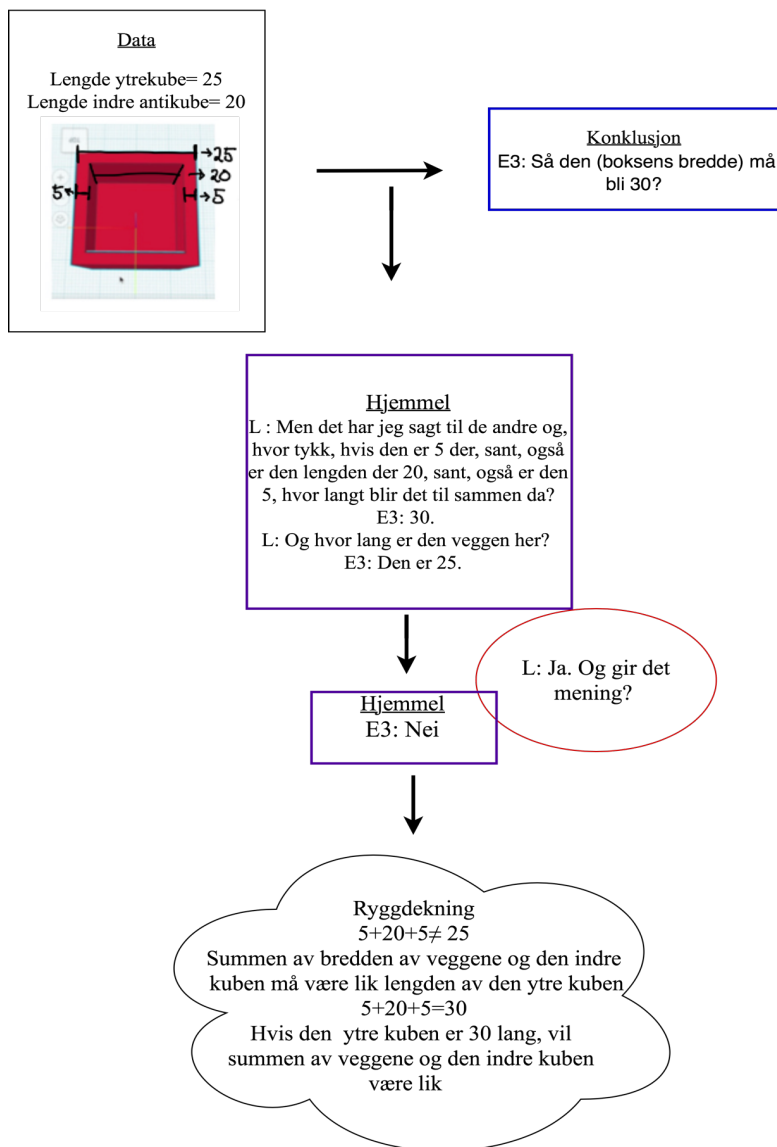 Data
Lengde ytrekube= 25
Lengde indre antikube= 20
→25
→20
5
→5
Konklusjon
E3: Så den (boksens bredde) må
bli 30?
Hjemmel
L : Men det har jeg sagt til de andre og,
hvor tykk, hvis den er 5 der, sant, også
er den lengden der 20, sant, også er den
5, hvor langt blir det til sammen da?
E3: 30.
L: Og hvor lang er den veggen her?
E3: Den er 25.
L: Ja. Og gir det
mening?
Hjemmel
E3: Nei
Ryggdekning
5+20+5≠ 25
Summen av bredden av veggene og den indre
kuben må være lik lengden av den ytre kuben
5+20+5=30
Hvis den ytre kuben er 30 lang, vil
summen av veggene og den indre kuben
være lik